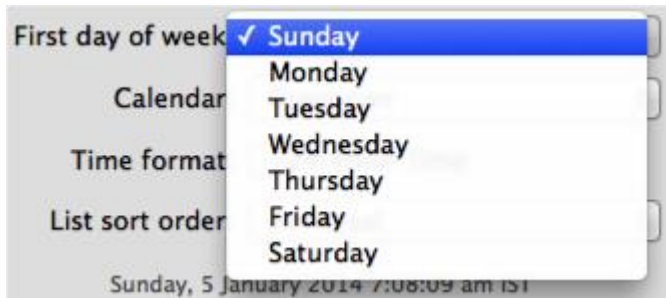 First day of week ✓ Sunday
Monday
Calendar
Tuesday
Wednesday
Time format
Thursday
List sort order
Friday
Saturday
Sunday, 5 January 2014 7:08:09 am IST